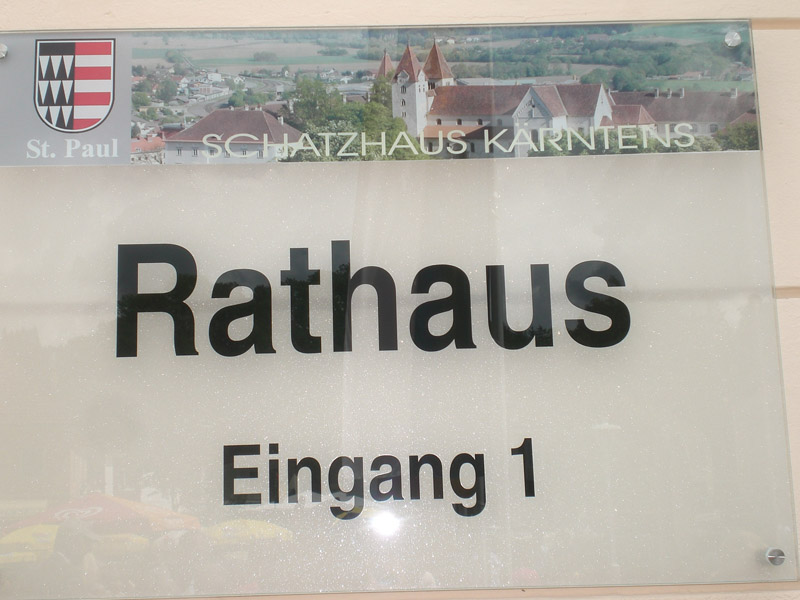 St. Paul
SCHATZHAUS KÄRNTENS
Rathaus
Eingang 1